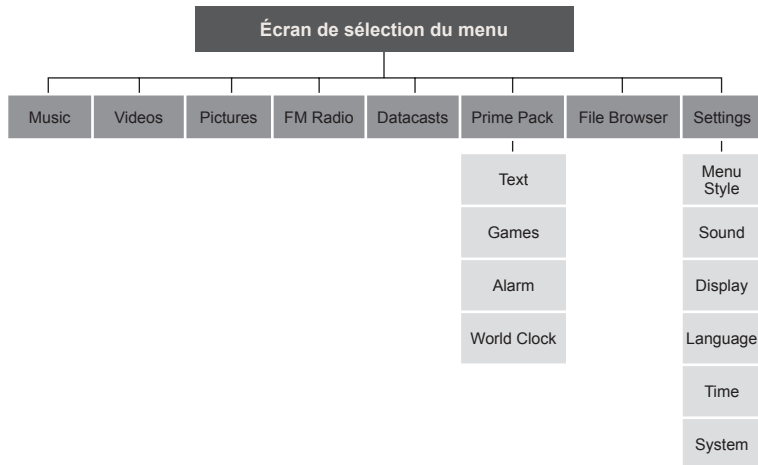 Écran de sélection du menu
Music
Videos
Pictures
FM Radio
Datacasts
Prime Pack
File Browser
Settings
Text
Games
Alarm
World Clock
Menu
Style
Sound
Display
Language
Time
System